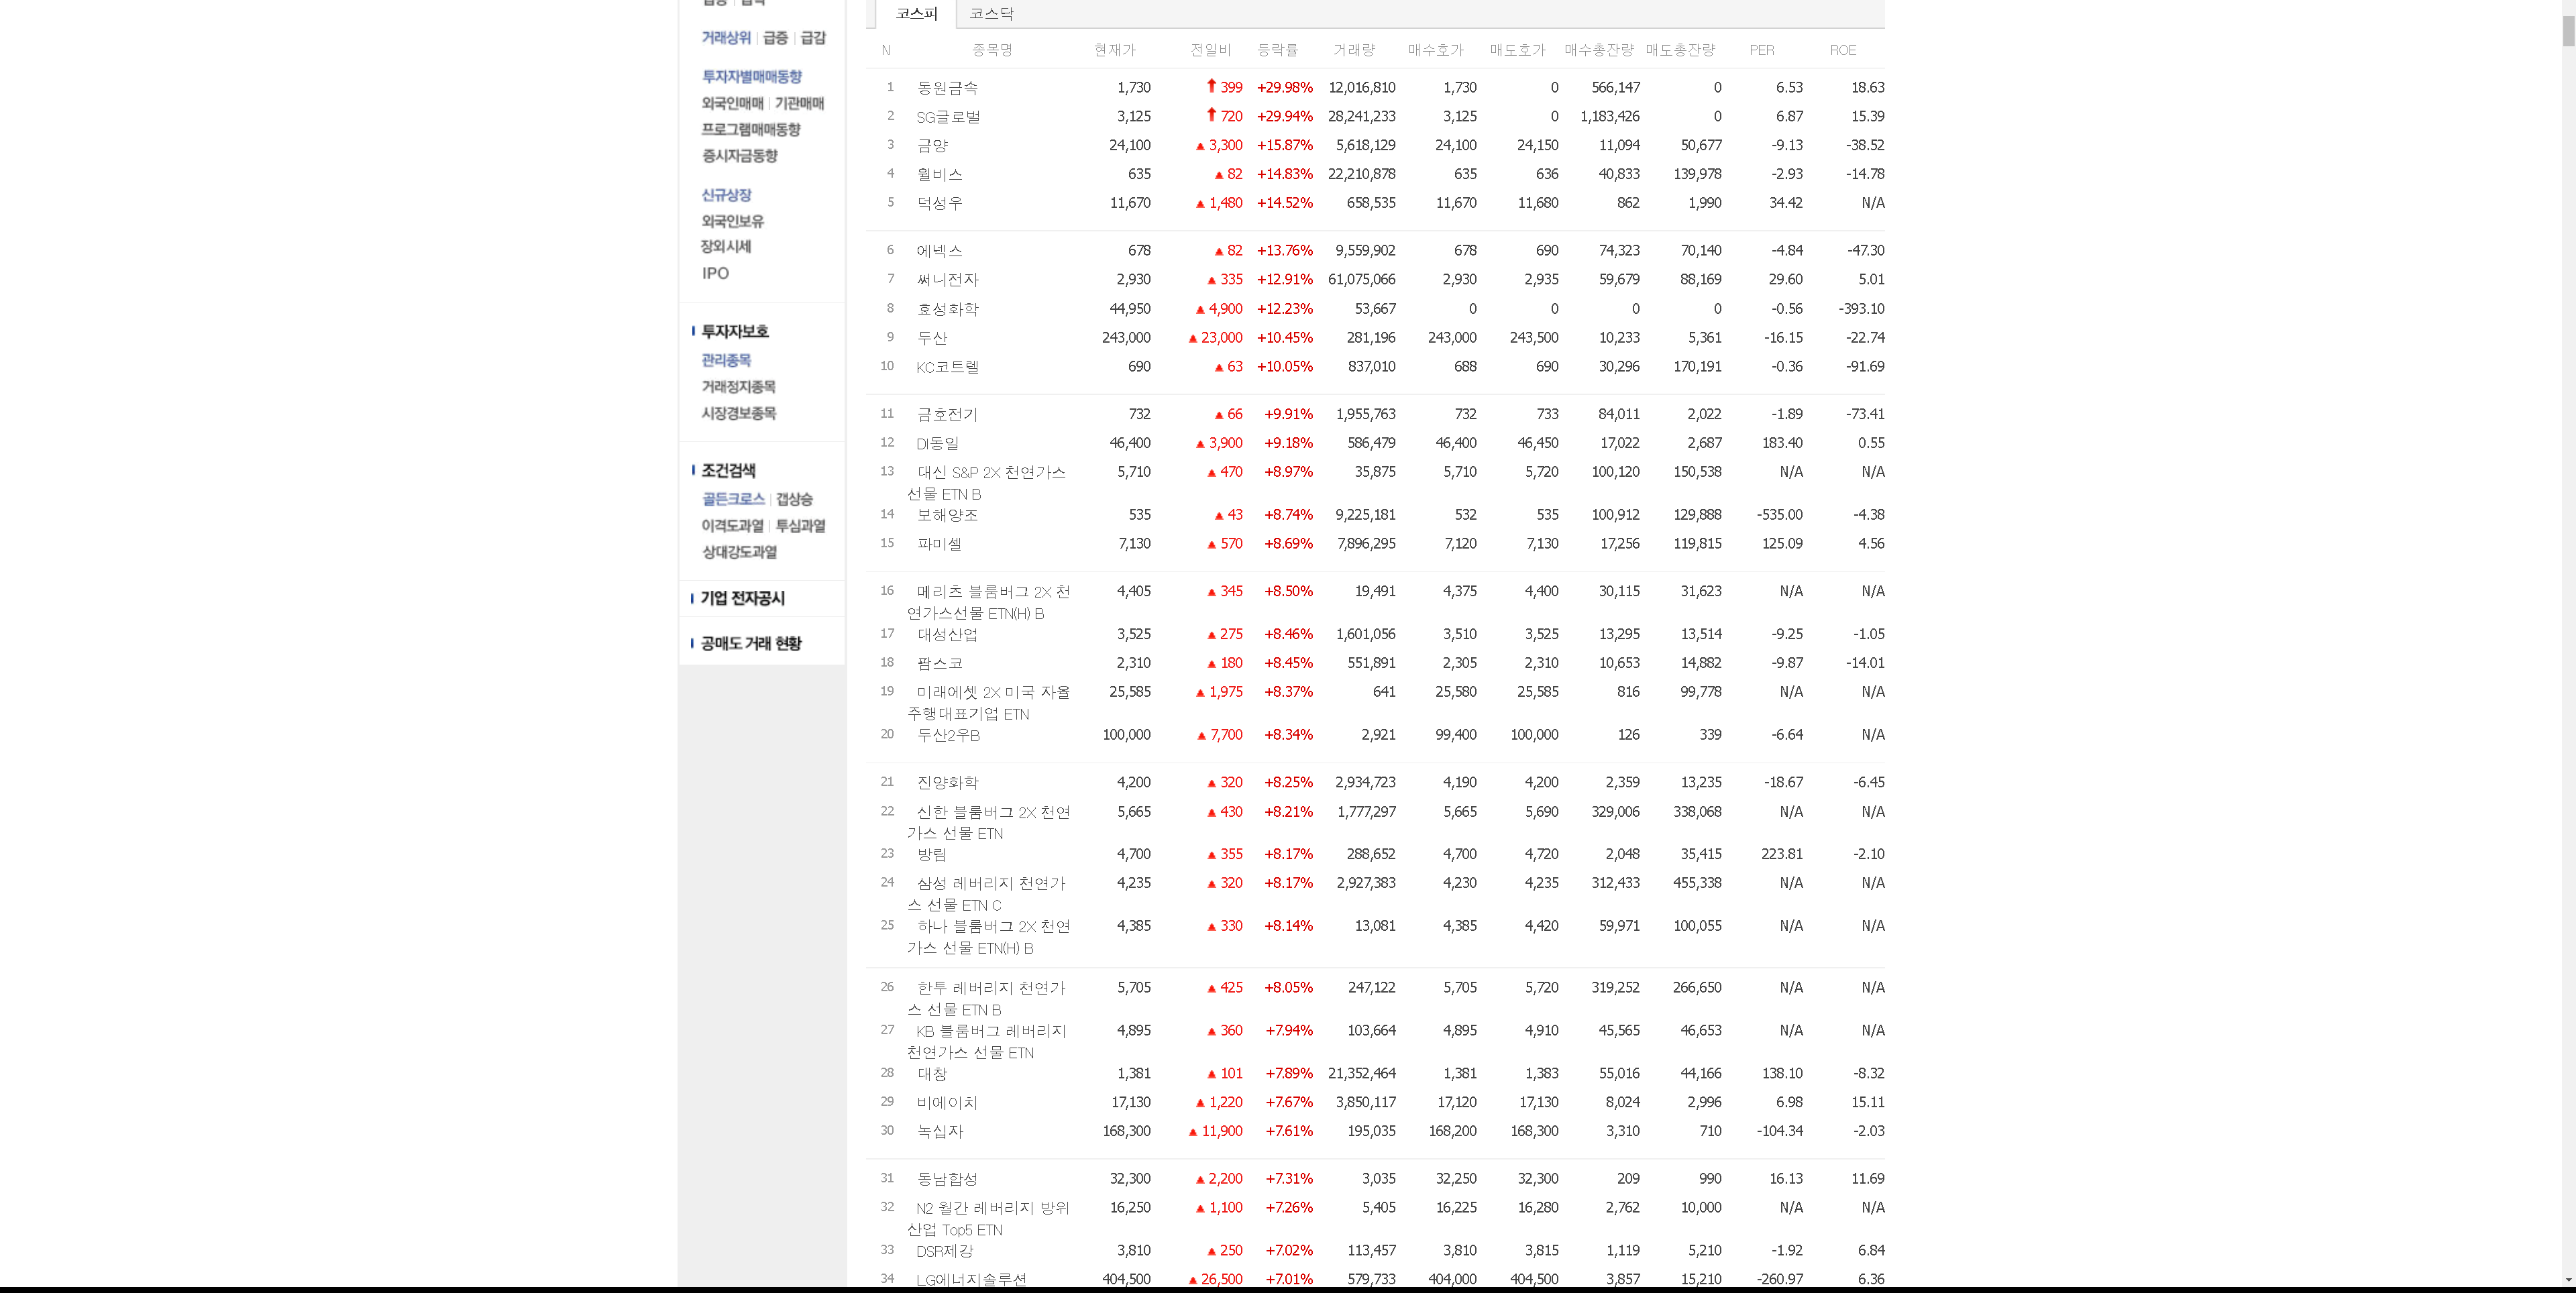 거래상위 | 급증 | 급감
투자자별매매동향
외국인매매 | 기관매매
프로그램매매동향
증시자금동향
신규상장
외국인보유
장외시세
IPO
투자자보호
관리종목
거래정지종목
시장경보종목
조건검색
골든크로스 | 갭상승
이격도과열 | 투심과열
상대강도과열
기업 전자공시
공매도 거래 현황
코스피 코스닥
N 종목명 현재가 전일비 등락률 거래량 매수호가 매도호가 매수총잔량 매도총잔량 PER ROE
1 동원금속 1,730 399 +29.98% 12,016,810 1,730 0 566,147 0 6.53 18.63
2 SG글로벌 3,125 720 +29.94% 28,241,233 3,125 0 1,183,426 0 6.87 15.39
3 금양 24,100 ▲ 3,300 +15.87% 5,618,129 24,100 24,150 11,094 50,677 -9.13 -38.52
4 윌비스 635 ▲ 82 +14.83% 22,210,878 635 636 40,833 139,978 -2.93 -14.78
5 덕성우 11,670 ▲ 1,480 +14.52% 658,535 11,670 11,680 862 1,990 34.42 N/A
6 에넥스 678 ▲ 82 +13.76% 9,559,902 678 690 74,323 70,140 -4.84 -47.30
7 써니전자 2,930 ▲ 335 +12.91% 61,075,066 2,930 2,935 59,679 88,169 29.60 5.01
8 효성화학 44,950 ▲ 4,900 +12.23% 53,667 0 0 0 0 -0.56 -393.10
9 두산 243,000 ▲ 23,000 +10.45% 281,196 243,000 243,500 10,233 5,361 -16.15 -22.74
10 KC코트렐 690 ▲ 63 +10.05% 837,010 688 690 30,296 170,191 -0.36 -91.69
11 금호전기 732 ▲ 66 +9.91% 1,955,763 732 733 84,011 2,022 -1.89 -73.41
12 DI동일 46,400 ▲ 3,900 +9.18% 586,479 46,400 46,450 17,022 2,687 183.40 0.55
13 대신 S&P 2X 천연가스 5,710 ▲ 470 +8.97% 35,875 5,710 5,720 100,120 150,538 N/A N/A
선물 ETN B
14 보해양조 535 ▲ 43 +8.74% 9,225,181 532 535 100,912 129,888 -535.00 -4.38
15 파미셀 7,130 ▲ 570 +8.69% 7,896,295 7,120 7,130 17,256 119,815 125.09 4.56
16 메리츠 블룸버그 2X 천 4,405 ▲ 345 +8.50% 19,491 4,375 4,400 30,115 31,623 N/A N/A
연가스선물 ETN(H) B
17 대성산업 3,525 ▲ 275 +8.46% 1,601,056 3,510 3,525 13,295 13,514 -9.25 -1.05
18 팜스코 2,310 ▲ 180 +8.45% 551,891 2,305 2,310 10,653 14,882 -9.87 -14.01
19 미래에셋 2X 미국 자율 25,585 ▲ 1,975 +8.37% 641 25,580 25,585 816 99,778 N/A N/A
주행대표기업 ETN
20 두산2우B 100,000 ▲ 7,700 +8.34% 2,921 99,400 100,000 126 339 -6.64 N/A
21 진양화학 4,200 ▲ 320 +8.25% 2,934,723 4,190 4,200 2,359 13,235 -18.67 -6.45
22 신한 블룸버그 2X 천연 5,665 ▲ 430 +8.21% 1,777,297 5,665 5,690 329,006 338,068 N/A N/A
가스 선물 ETN
23 방림 4,700 ▲ 355 +8.17% 288,652 4,700 4,720 2,048 35,415 223.81 -2.10
24 삼성 레버리지 천연가 4,235 ▲ 320 +8.17% 2,927,383 4,230 4,235 312,433 455,338 N/A N/A
스 선물 ETN C
25 하나 블룸버그 2X 천연 4,385 ▲ 330 +8.14% 13,081 4,385 4,420 59,971 100,055 N/A N/A
가스 선물 ETN(H) B
26 한투 레버리지 천연가 5,705 ▲ 425 +8.05% 247,122 5,705 5,720 319,252 266,650 N/A N/A
스 선물 ETN B
27 KB 블룸버그 레버리지 4,895 ▲ 360 +7.94% 103,664 4,895 4,910 45,565 46,653 N/A N/A
천연가스 선물 ETN
28 대창 1,381 ▲ 101 +7.89% 21,352,464 1,381 1,383 55,016 44,166 138.10 -8.32
29 비에이치 17,130 ▲ 1,220 +7.67% 3,850,117 17,120 17,130 8,024 2,996 6.98 15.11
30 녹십자 168,300 ▲ 11,900 +7.61% 195,035 168,200 168,300 3,310 710 -104.34 -2.03
31 동남합성 32,300 ▲ 2,200 +7.31% 3,035 32,250 32,300 209 990 16.13 11.69
32 N2 월간 레버리지 방위 16,250 ▲ 1,100 +7.26% 5,405 16,225 16,280 2,762 10,000 N/A N/A
산업 Top5 ETN
33 DSR제강 3,810 ▲ 250 +7.02% 113,457 3,810 3,815 1,119 5,210 -1.92 6.84
34 LG에너지솔루션 404,500 ▲ 26,500 +7.01% 579,733 404,000 404,500 3,857 15,210 -260.97 6.36